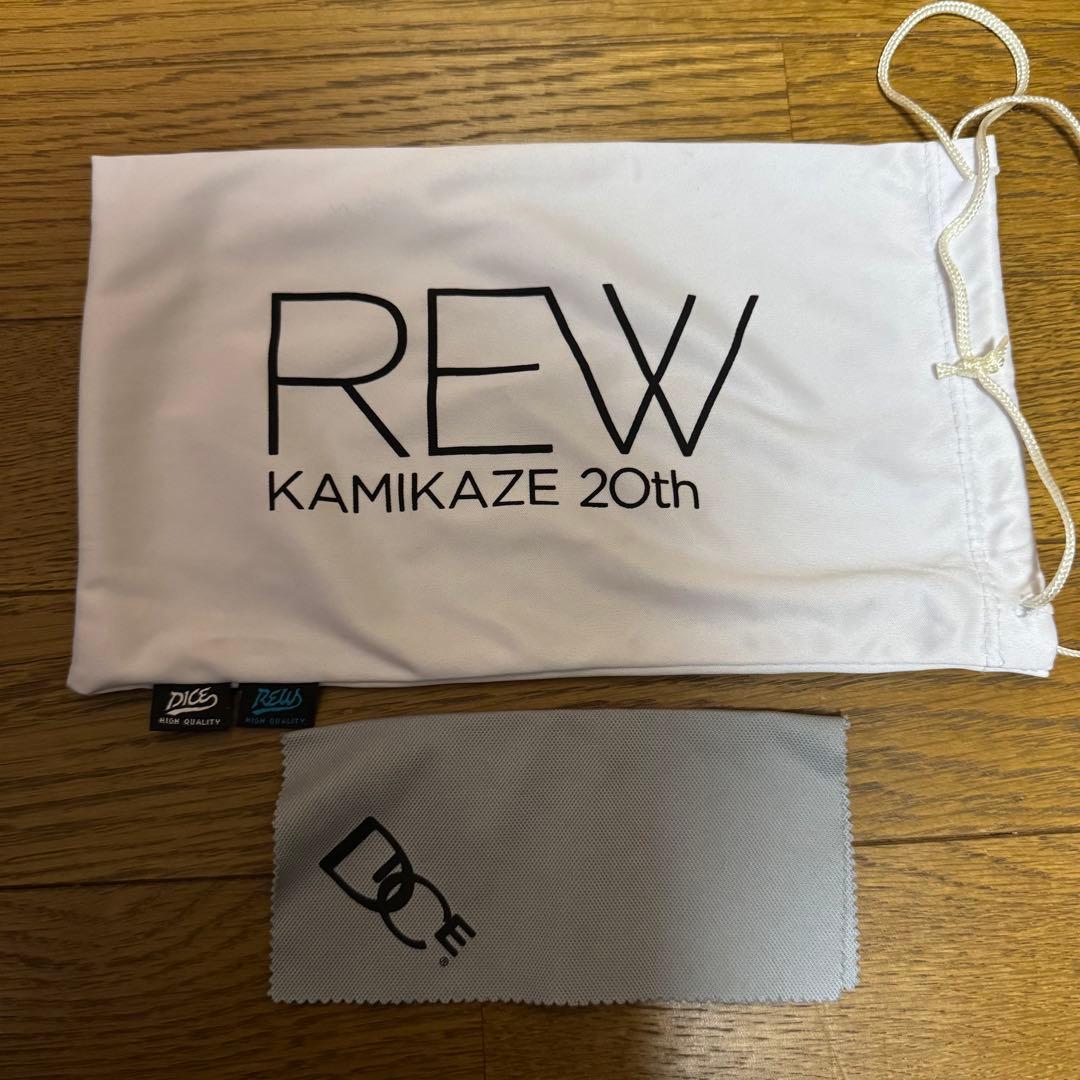 REW
KAMIKAZE 20th
DICE
HIGH QUALITY
REW
HIGH QUALITY
DICE
®